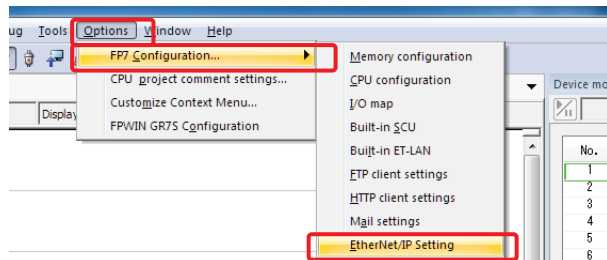 ug Tools Options Window Help
FP7 Configuration...
CPU project comment settings...
Customize Context Menu...
FPWIN GR7S Configuration
Display
Memory configuration
CPU configuration
I/O map
Built-in SCU
Built-in ET-LAN
FTP client settings
HTTP client settings
Mail settings
EtherNet/IP Setting
Device mo
No.
1
2
3
4
5
6